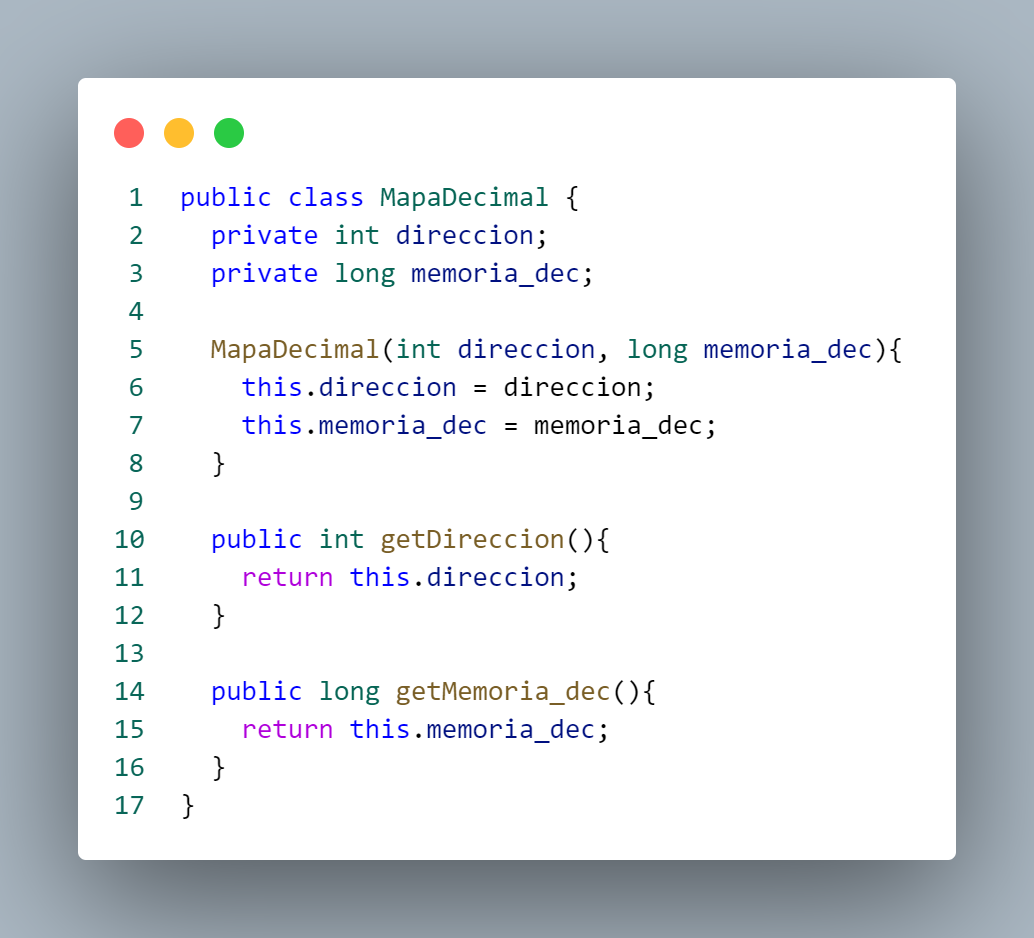 1 public class MapaDecimal {
2   private int direccion;
3   private long memoria_dec;
4
5   MapaDecimal(int direccion, long memoria_dec){
6     this.direccion = direccion;
7     this.memoria_dec = memoria_dec;
8   }
9
10   public int getDireccion(){
11     return this.direccion;
12   }
13
14   public long getMemoria_dec(){
15     return this.memoria_dec;
16   }
17 }